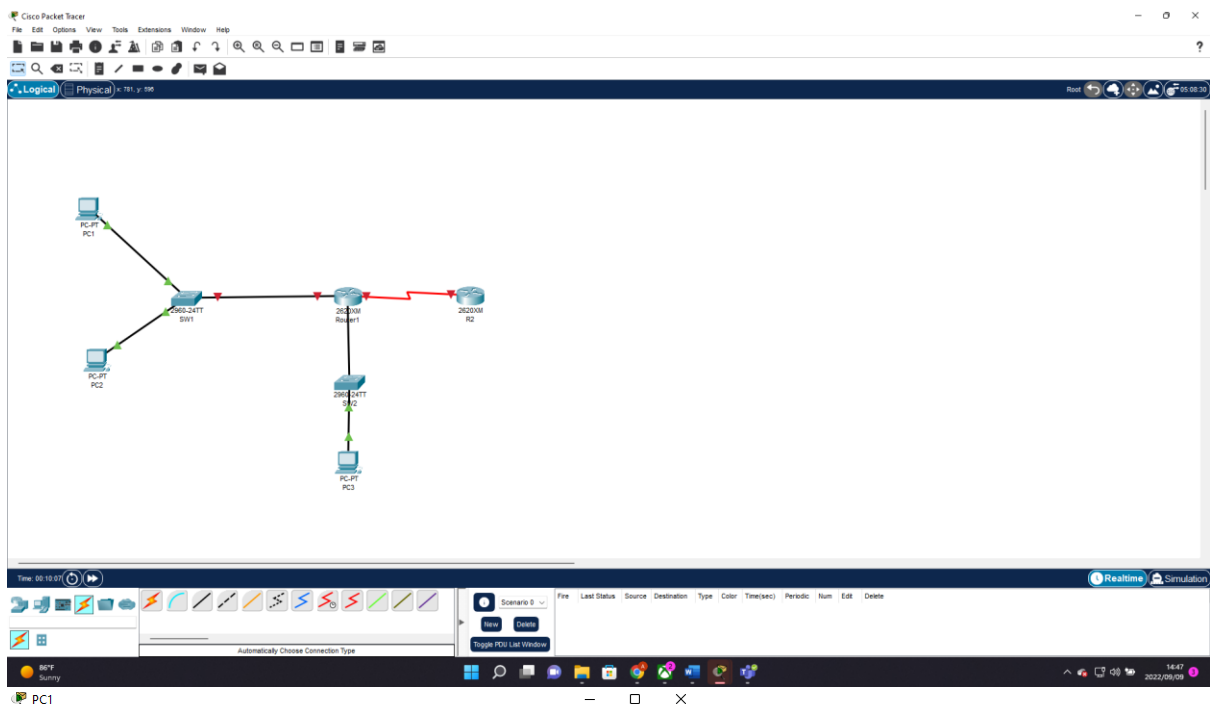 Cisco Packet Tracer
File Edit Options View Tools Extensions Window Help
?
Logical Physical x: 781, y: 596 Root 05:08:30
PC-PT
PC1
2960-24TT
SW1
2620XM
Router1
2620XM
R2
PC-PT
PC2
2960-24TT
SW2
PC-PT
PC3
Time: 00:10:07 Realtime Simulation
Scenario 0 Fire Last Status Source Destination Type Color Time(sec) Periodic Num Edit Delete
New Delete
Toggle PDU List Window
Automatically Choose Connection Type
86°F
Sunny
14:47
2022/09/09 3
PC1